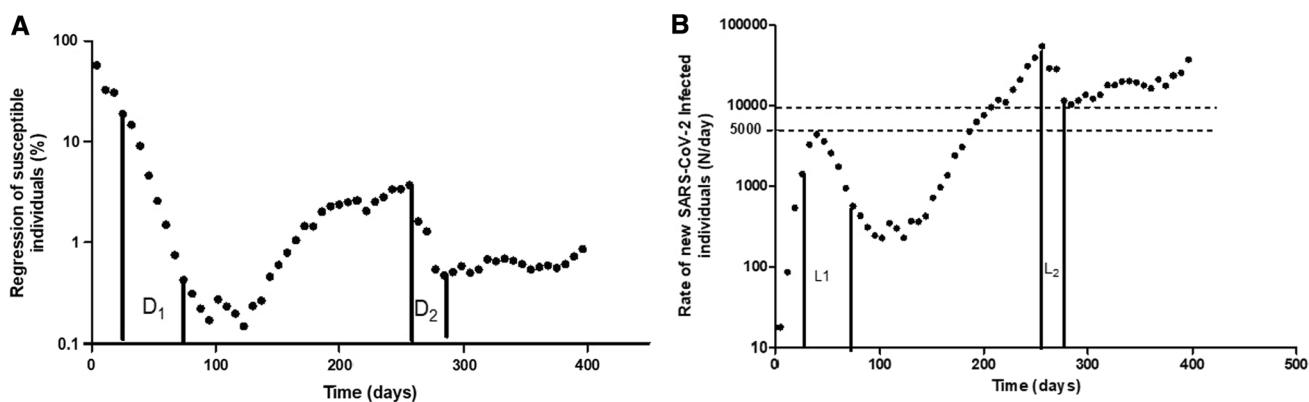 A
Regression of susceptible
individuals (%)
100
10
1
0.1
D1
D2
0
100
200
300
400
Time (days)
B
Rate of new SARS-CoV-2 Infected
individuals (N/day)
100000
10000
5000
1000
100
10
L1
L2
0
100
200
300
400
500
Time (days)